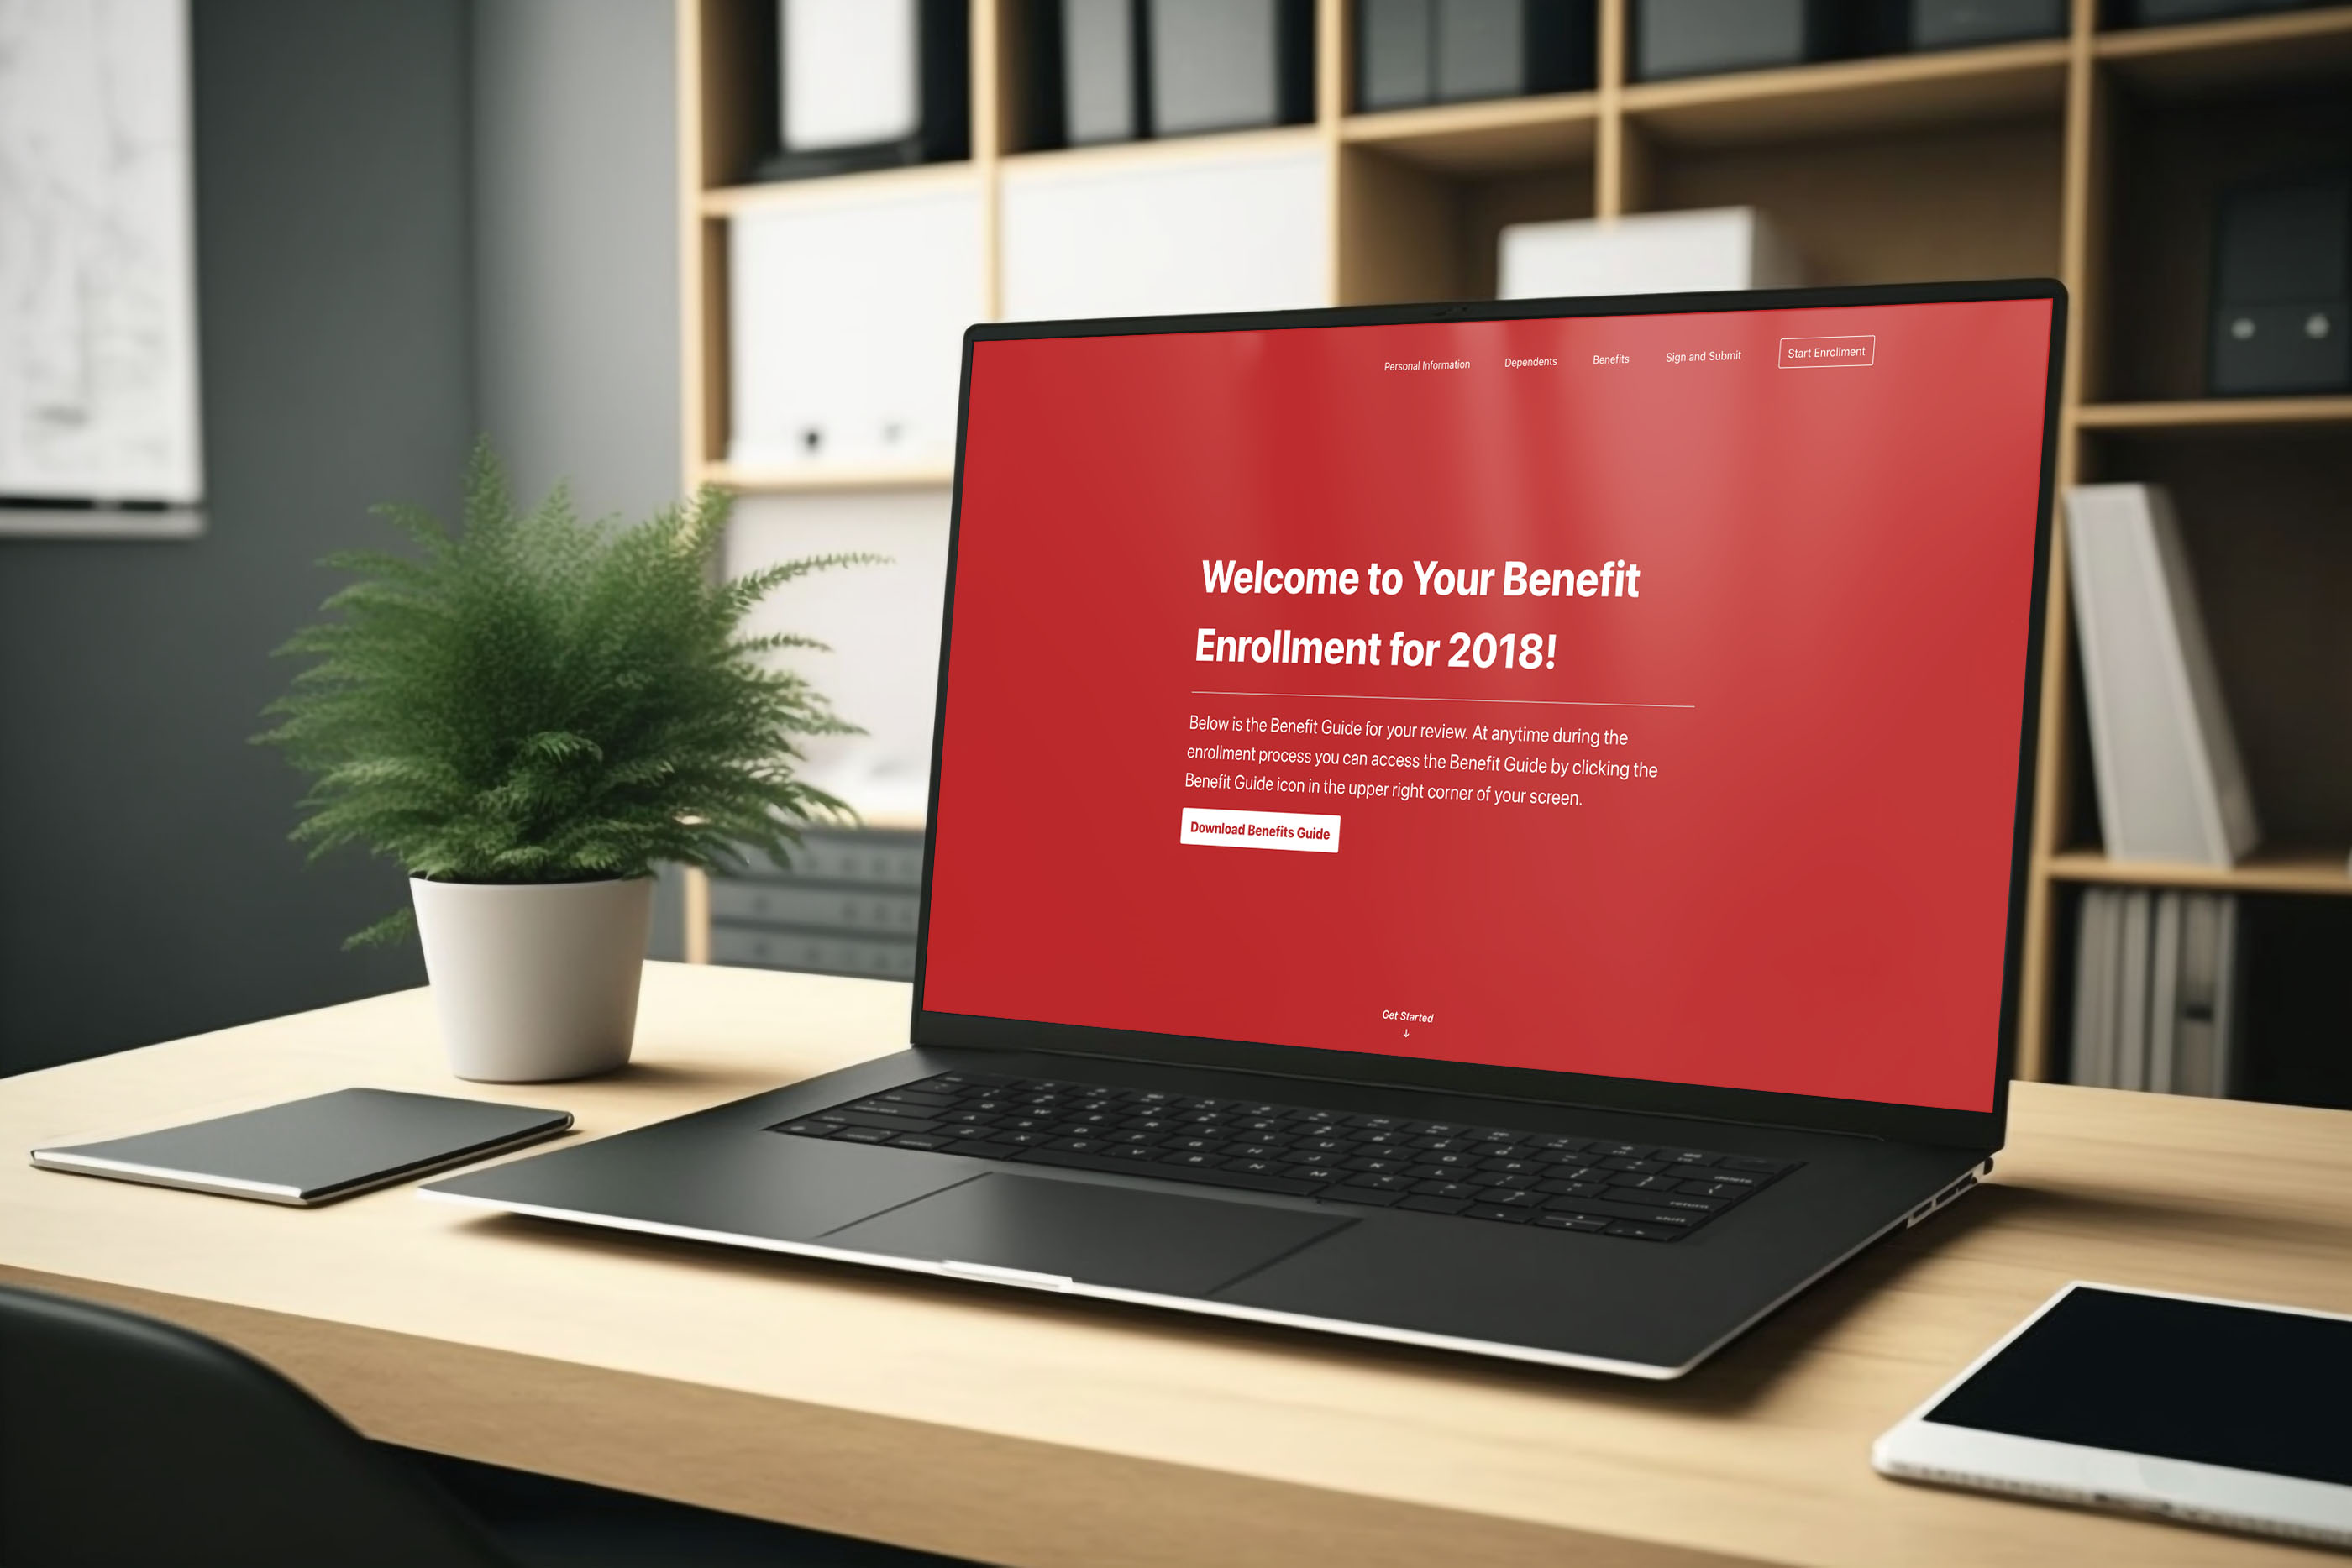 Personal Information Dependents Benefits Sign and Submit Start Enrollment
Welcome to Your Benefit
Enrollment for 2018!
Below is the Benefit Guide for your review. At anytime during the
enrollment process you can access the Benefit Guide by clicking the
Benefit Guide icon in the upper right corner of your screen.
Download Benefits Guide
Get Started
↓